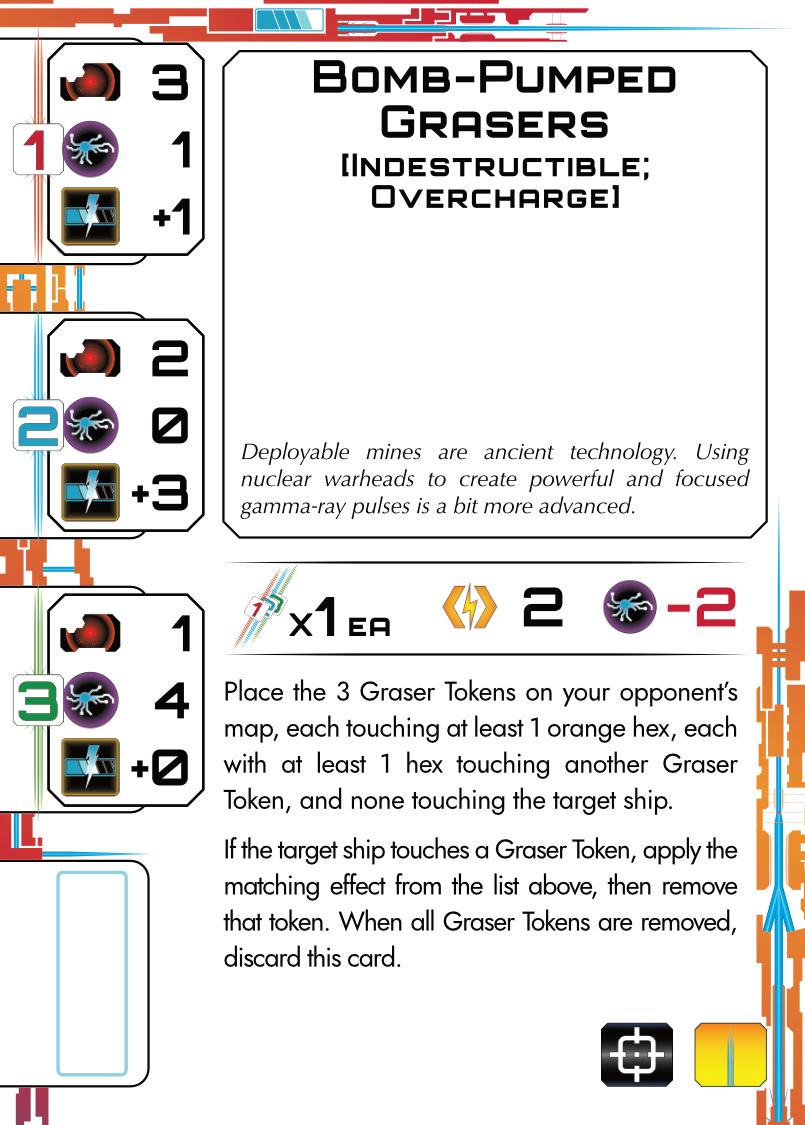 Bomb-Pumped
Grasers
[Indestructible;
Overcharge]
Deployable mines are ancient technology. Using
nuclear warheads to create powerful and focused
gamma-ray pulses is a bit more advanced.
1
3
1
+1
2
2
0
+3
3
1
4
+0
1 2 3 x1 EA 2 -2
Place the 3 Graser Tokens on your opponent's
map, each touching at least 1 orange hex, each
with at least 1 hex touching another Graser
Token, and none touching the target ship.
If the target ship touches a Graser Token, apply the
matching effect from the list above, then remove
that token. When all Graser Tokens are removed,
discard this card.